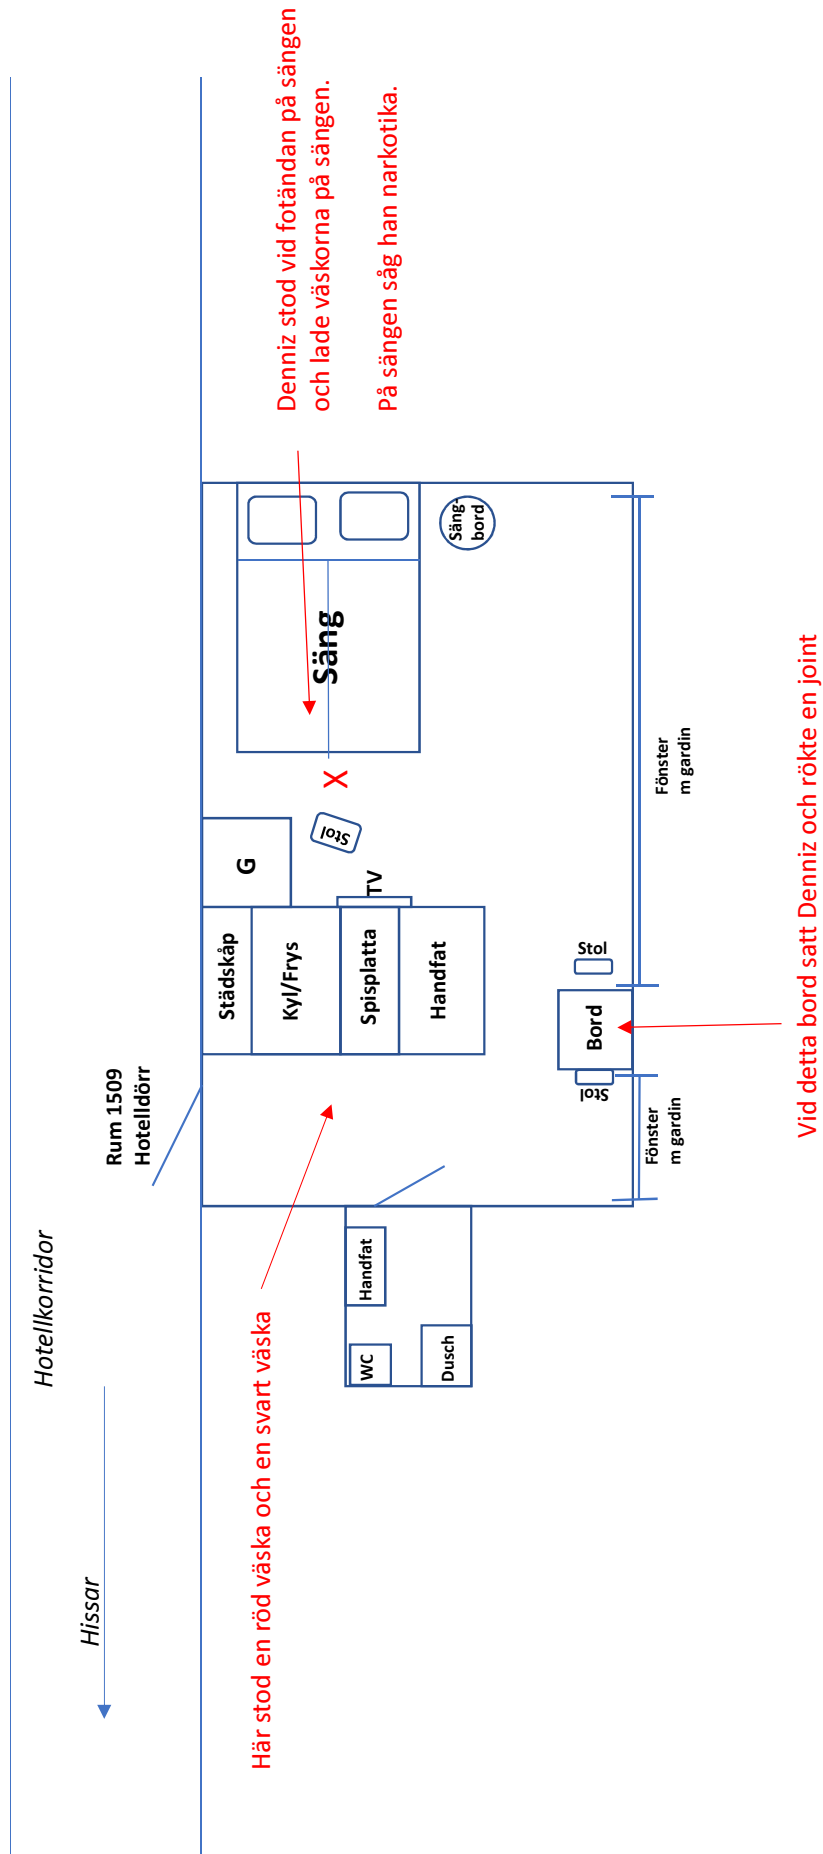 Hotellkorridor
Hissar
Rum 1509
Hotelldörr
Här stod en röd väska och en svart väska
Denniz stod vid fotändan på sängen
och lade väskorna på sängen.
På sängen såg han narkotika.
Städskåp
G
Kyl/Frys
Stol
X
Säng
Spisplatta
TV
Handfat
WC
Handfat
Dusch
Säng-
bord
Stol
Bord
Stol
Fönster
m gardin
Fönster
m gardin
Vid detta bord satt Denniz och rökte en joint